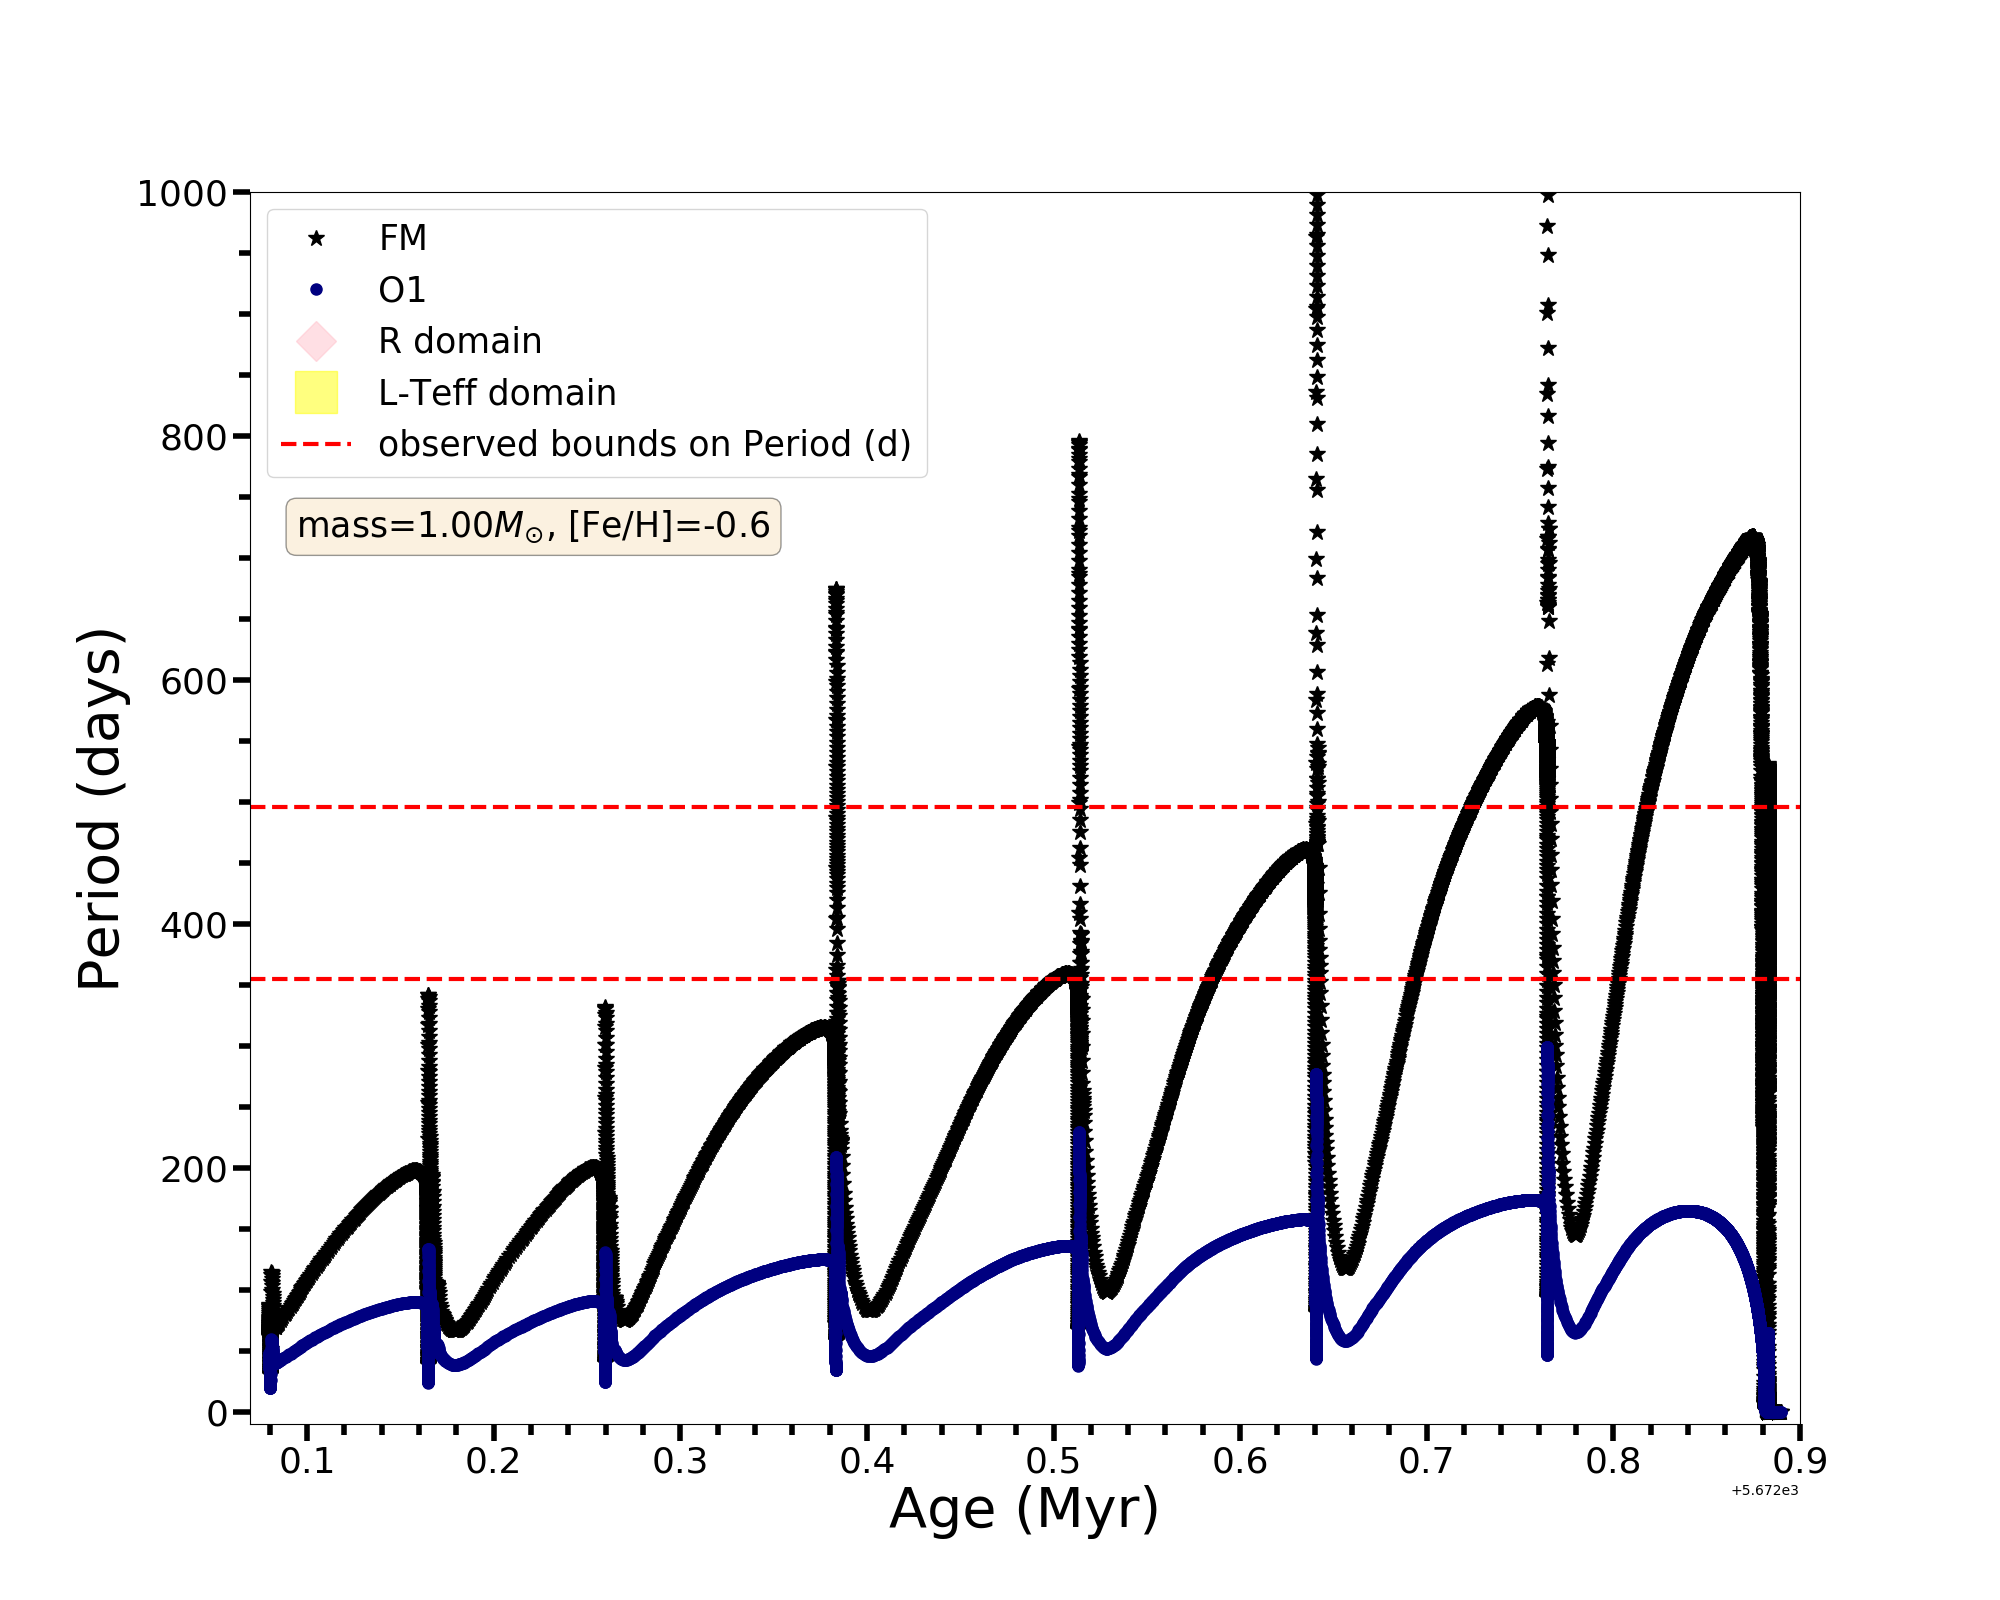 1000
800
600
400
200
0
Period (days)
FM
O1
R domain
L-Teff domain
observed bounds on Period (d)
mass=1.00M⊙, [Fe/H]=-0.6
0.1 0.2 0.3 0.4 0.5 0.6 0.7 0.8 0.9
+5.672e3
Age (Myr)